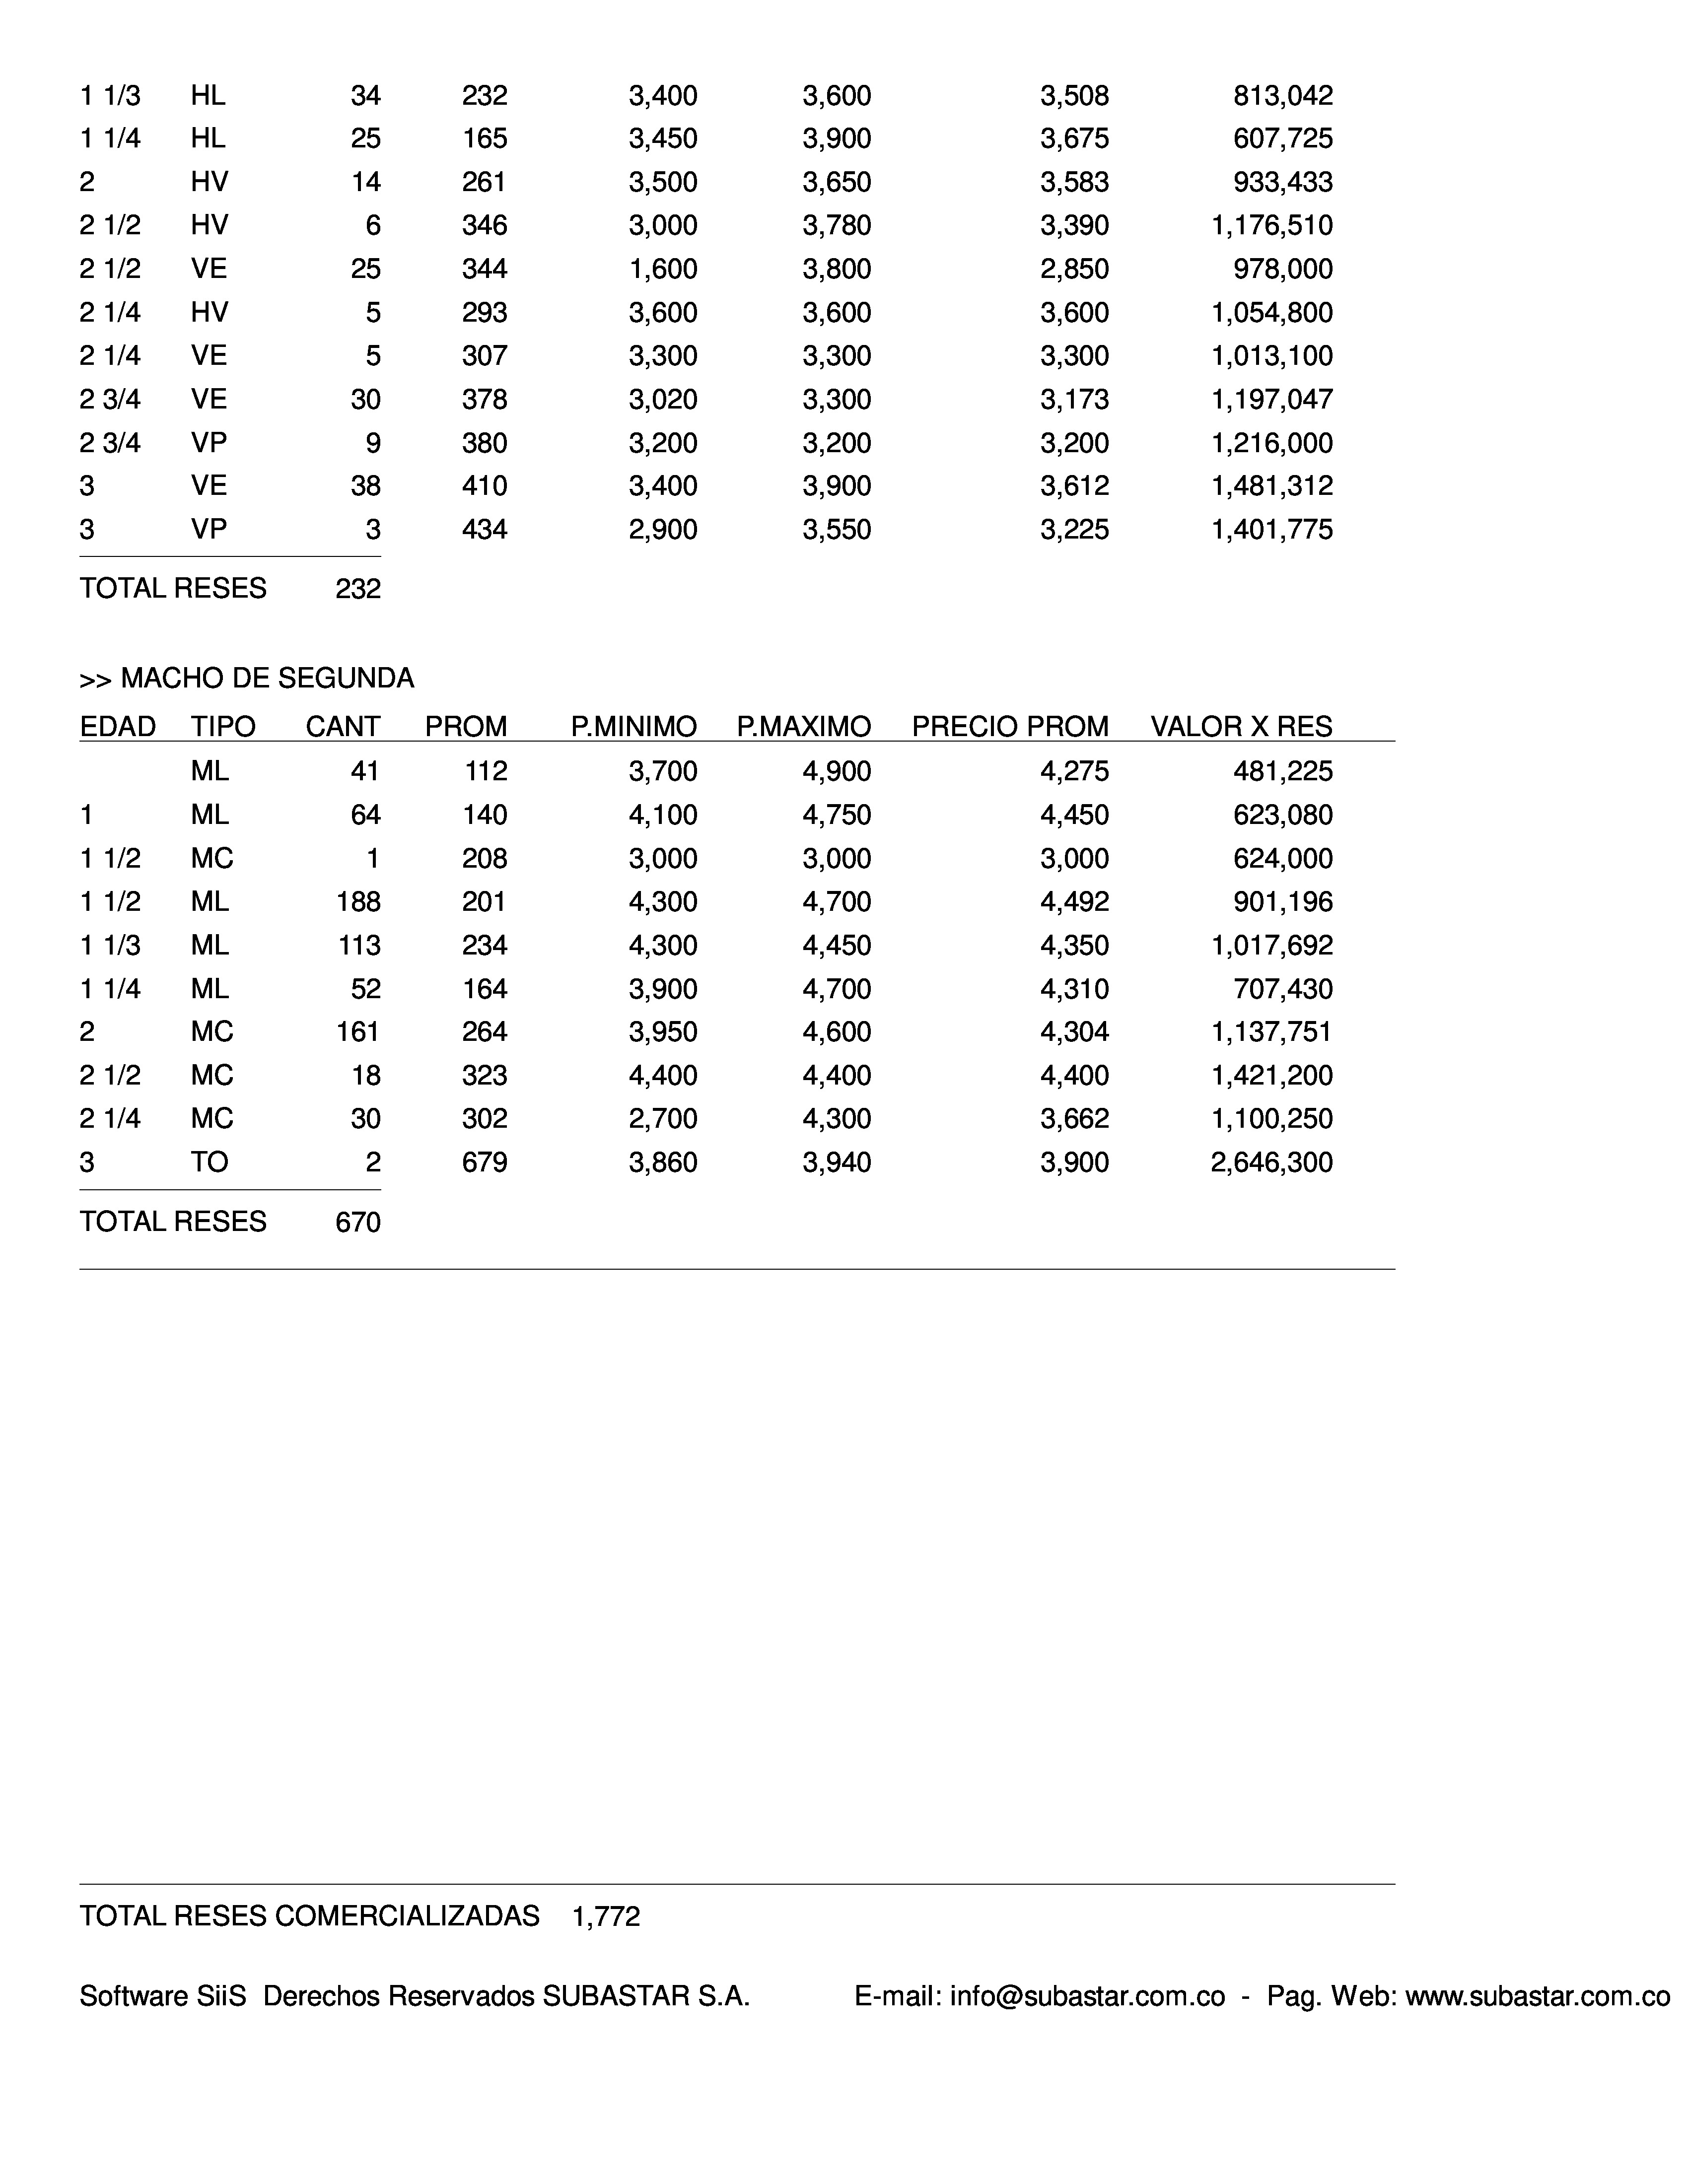 1 1/3 HL 34 232 3,400 3,600 3,508 813,042
1 1/4 HL 25 165 3,450 3,900 3,675 607,725
2 HV 14 261 3,500 3,650 3,583 933,433
2 1/2 HV 6 346 3,000 3,780 3,390 1,176,510
2 1/2 VE 25 344 1,600 3,800 2,850 978,000
2 1/4 HV 5 293 3,600 3,600 3,600 1,054,800
2 1/4 VE 5 307 3,300 3,300 3,300 1,013,100
2 3/4 VE 30 378 3,020 3,300 3,173 1,197,047
2 3/4 VP 9 380 3,200 3,200 3,200 1,216,000
3 VE 38 410 3,400 3,900 3,612 1,481,312
3 VP 3 434 2,900 3,550 3,225 1,401,775
TOTAL RESES 232
>> MACHO DE SEGUNDA
EDAD TIPO CANT PROM P.MINIMO P.MAXIMO PRECIO PROM VALOR X RES
ML 41 112 3,700 4,900 4,275 481,225
1 ML 64 140 4,100 4,750 4,450 623,080
1 1/2 MC 1 208 3,000 3,000 3,000 624,000
1 1/2 ML 188 201 4,300 4,700 4,492 901,196
1 1/3 ML 113 234 4,300 4,450 4,350 1,017,692
1 1/4 ML 52 164 3,900 4,700 4,310 707,430
2 MC 161 264 3,950 4,600 4,304 1,137,751
2 1/2 MC 18 323 4,400 4,400 4,400 1,421,200
2 1/4 MC 30 302 2,700 4,300 3,662 1,100,250
3 TO 2 679 3,860 3,940 3,900 2,646,300
TOTAL RESES 670
TOTAL RESES COMERCIALIZADAS 1,772
Software SiiS Derechos Reservados SUBASTAR S.A. E-mail: info@subastar.com.co - Pag. Web: www.subastar.com.co